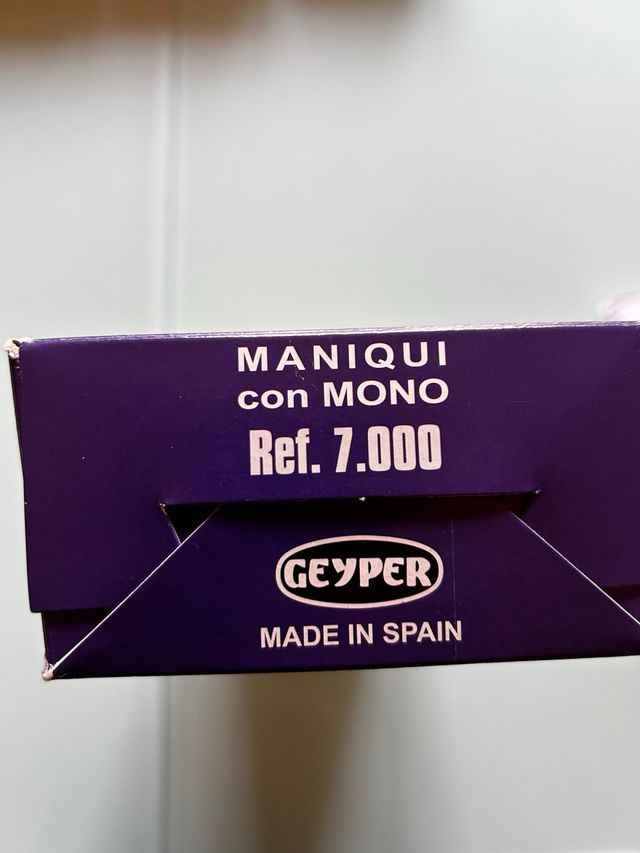 MANIQUI
con MONO
Ref. 7.000
GEYPER
MADE IN SPAIN